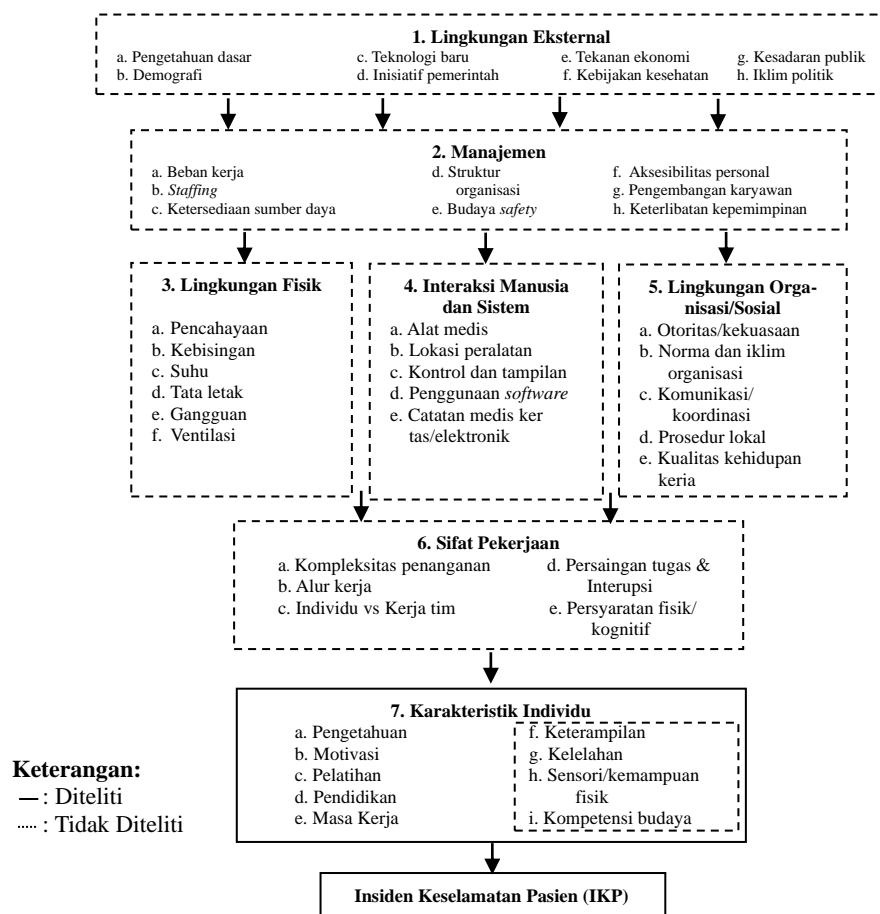 1. Lingkungan Eksternal
a. Pengetahuan dasar
b. Demografi
c. Teknologi baru
d. Inisiatif pemerintah
e. Tekanan ekonomi
f. Kebijakan kesehatan
g. Kesadaran publik
h. Iklim politik
2. Manajemen
a. Beban kerja
b. Staffing
c. Ketersediaan sumber daya
d. Struktur
organisasi
e. Budaya safety
f. Aksesibilitas personal
g. Pengembangan karyawan
h. Keterlibatan kepemimpinan
3. Lingkungan Fisik
a. Pencahayaan
b. Kebisingan
c. Suhu
d. Tata letak
e. Gangguan
f. Ventilasi
4. Interaksi Manusia
dan Sistem
a. Alat medis
b. Lokasi peralatan
c. Kontrol dan tampilan
d. Penggunaan software
e. Catatan medis ker
tas/elektronik
5. Lingkungan Orga-
nisasi/Sosial
a. Otoritas/kekuasaan
b. Norma dan iklim
organisasi
c. Komunikasi/
koordinasi
d. Prosedur lokal
e. Kualitas kehidupan
kerja
6. Sifat Pekerjaan
a. Kompleksitas penanganan
b. Alur kerja
c. Individu vs Kerja tim
d. Persaingan tugas &
Interupsi
e. Persyaratan fisik/
kognitif
7. Karakteristik Individu
a. Pengetahuan
b. Motivasi
c. Pelatihan
d. Pendidikan
e. Masa Kerja
f. Keterampilan
g. Kelelahan
h. Sensori/kemampuan
fisik
i. Kompetensi budaya
Keterangan:
: Diteliti
: Tidak Diteliti
Insiden Keselamatan Pasien (IKP)